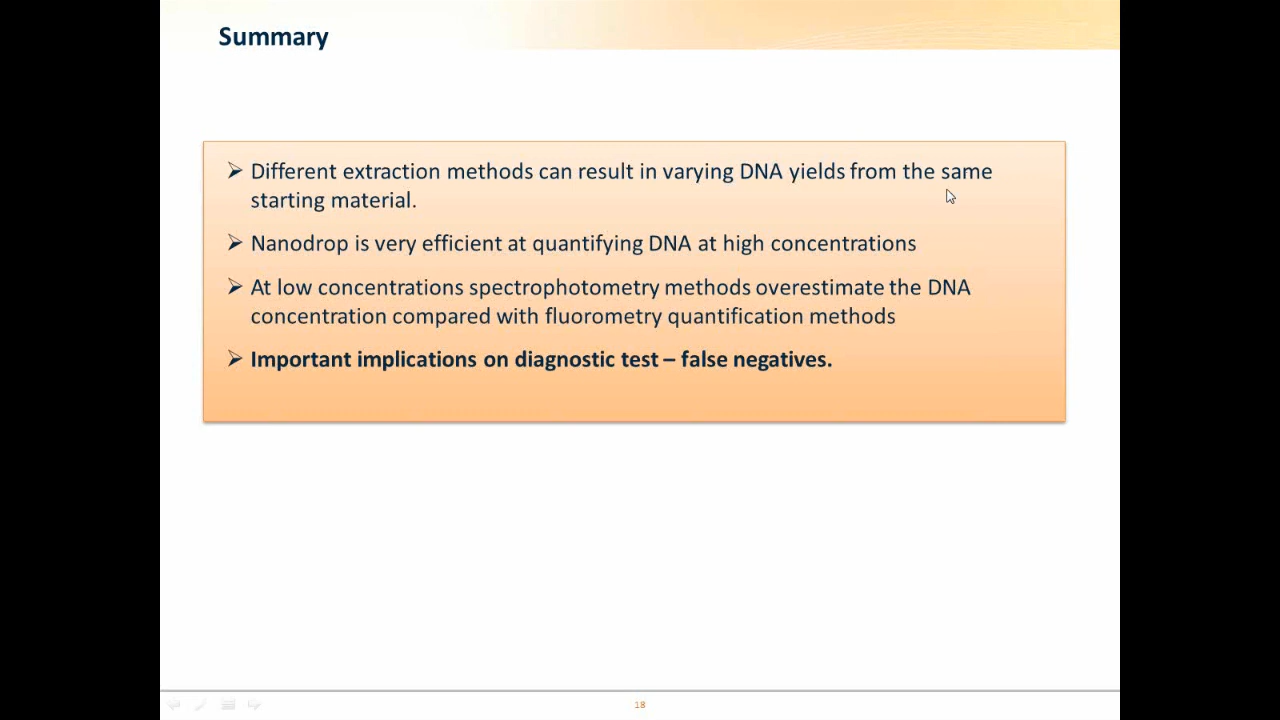 Summary
➢ Different extraction methods can result in varying DNA yields from the same
starting material.
➢ Nanodrop is very efficient at quantifying DNA at high concentrations
➢ At low concentrations spectrophotometry methods overestimate the DNA
concentration compared with fluorometry quantification methods
➢ Important implications on diagnostic test – false negatives.
18